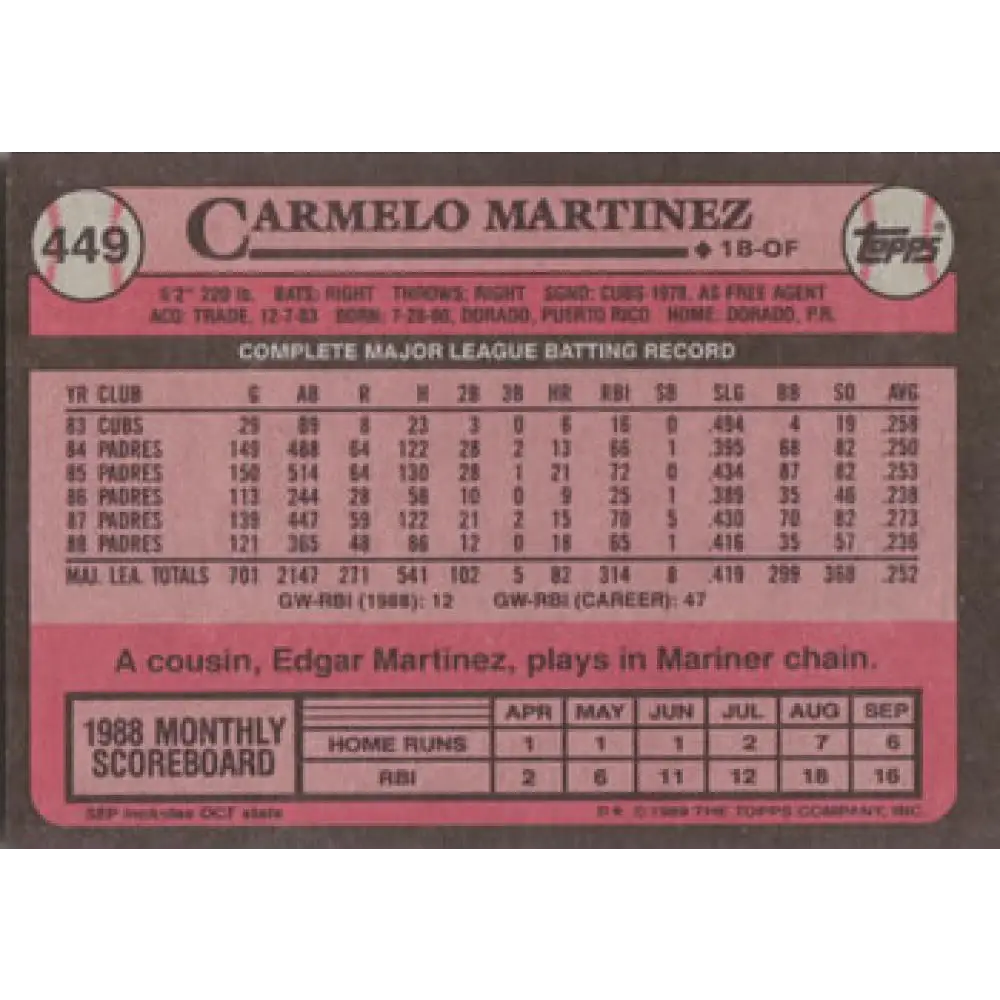 449
CARMELO MARTINEZ
◆ 1B-OF
TOPPS®
6'2" 220 lb. BATS: RIGHT THROWS: RIGHT SGND: CUBS-1978, AS FREE AGENT
ACQ: TRADE, 12-7-83 BORN: 7-28-60, DORADO, PUERTO RICO HOME: DORADO, P.R.
COMPLETE MAJOR LEAGUE BATTING RECORD
YR CLUB G AB R H 2B 3B HR RBI SB SLG BB SO AVG
83 CUBS 29 89 8 23 3 0 6 16 0 .494 4 19 .258
84 PADRES 149 488 64 122 28 2 13 66 1 .395 68 82 .250
85 PADRES 150 514 64 130 28 1 21 72 0 .434 87 82 .253
86 PADRES 113 244 28 58 10 0 9 25 1 .389 35 46 .238
87 PADRES 139 447 59 122 21 2 15 70 5 .430 70 82 .273
88 PADRES 121 365 48 86 12 0 18 65 1 .416 35 57 .236
MAJ. LEA. TOTALS 701 2147 271 541 102 5 82 314 8 .419 299 368 .252
GW-RBI (1988): 12 GW-RBI (CAREER): 47
A cousin, Edgar Martinez, plays in Mariner chain.
1988 MONTHLY SCOREBOARD
APR MAY JUN JUL AUG SEP
HOME RUNS 1 1 1 2 7 6
RBI 2 6 11 12 18 16
SEP includes OCT stats
© 1989 THE TOPPS COMPANY, INC.